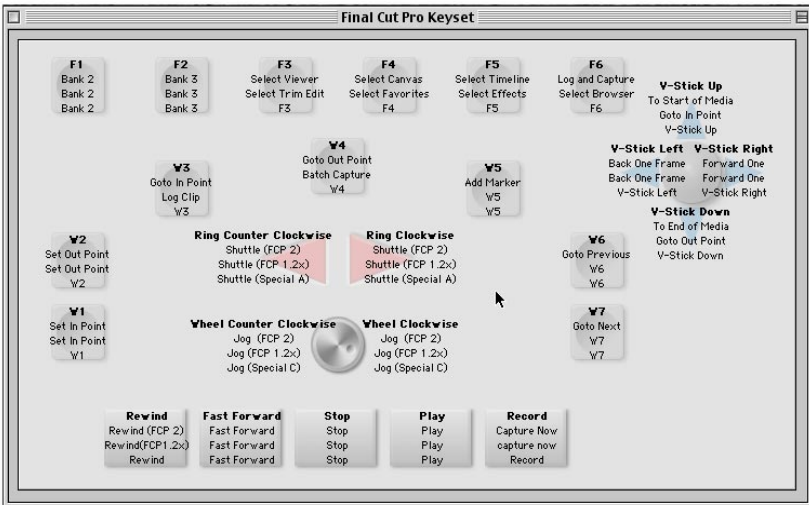 Final Cut Pro Keyset
F1
Bank 2
Bank 2
Bank 2
F2
Bank 3
Bank 3
Bank 3
F3
Select Viewer
Select Trim Edit
F3
F4
Select Canvas
Select Favorites
F4
F5
Select Timeline
Select Effects
F5
F6
Log and Capture
Select Browser
F6
V-Stick Up
To Start of Media
Goto In Point
V-Stick Up
V-Stick Left
Back One Frame
Back One Frame
V-Stick Left
V-Stick Right
Forward One
Forward One
V-Stick Right
V-Stick Down
To End of Media
Goto Out Point
V-Stick Down
W4
Goto Out Point
Batch Capture
W4
W3
Goto In Point
Log Clip
W3
W5
Add Marker
W5
W5
W2
Set Out Point
Set Out Point
W2
Ring Counter Clockwise
Shuttle (FCP 2)
Shuttle (FCP 1.2x)
Shuttle (Special A)
Ring Clockwise
Shuttle (FCP 2)
Shuttle (FCP 1.2x)
Shuttle (Special A)
W6
Goto Previous
W6
W6
W1
Set In Point
Set In Point
W1
Wheel Counter Clockwise
Jog (FCP 2)
Jog (FCP 1.2x)
Jog (Special C)
Wheel Clockwise
Jog (FCP 2)
Jog (FCP 1.2x)
Jog (Special C)
W7
Goto Next
W7
W7
Rewind
Rewind (FCP 2)
Rewind(FCP1.2x)
Rewind
Fast Forward
Fast Forward
Fast Forward
Fast Forward
Stop
Stop
Stop
Stop
Play
Play
Play
Play
Record
Capture Now
capture now
Record